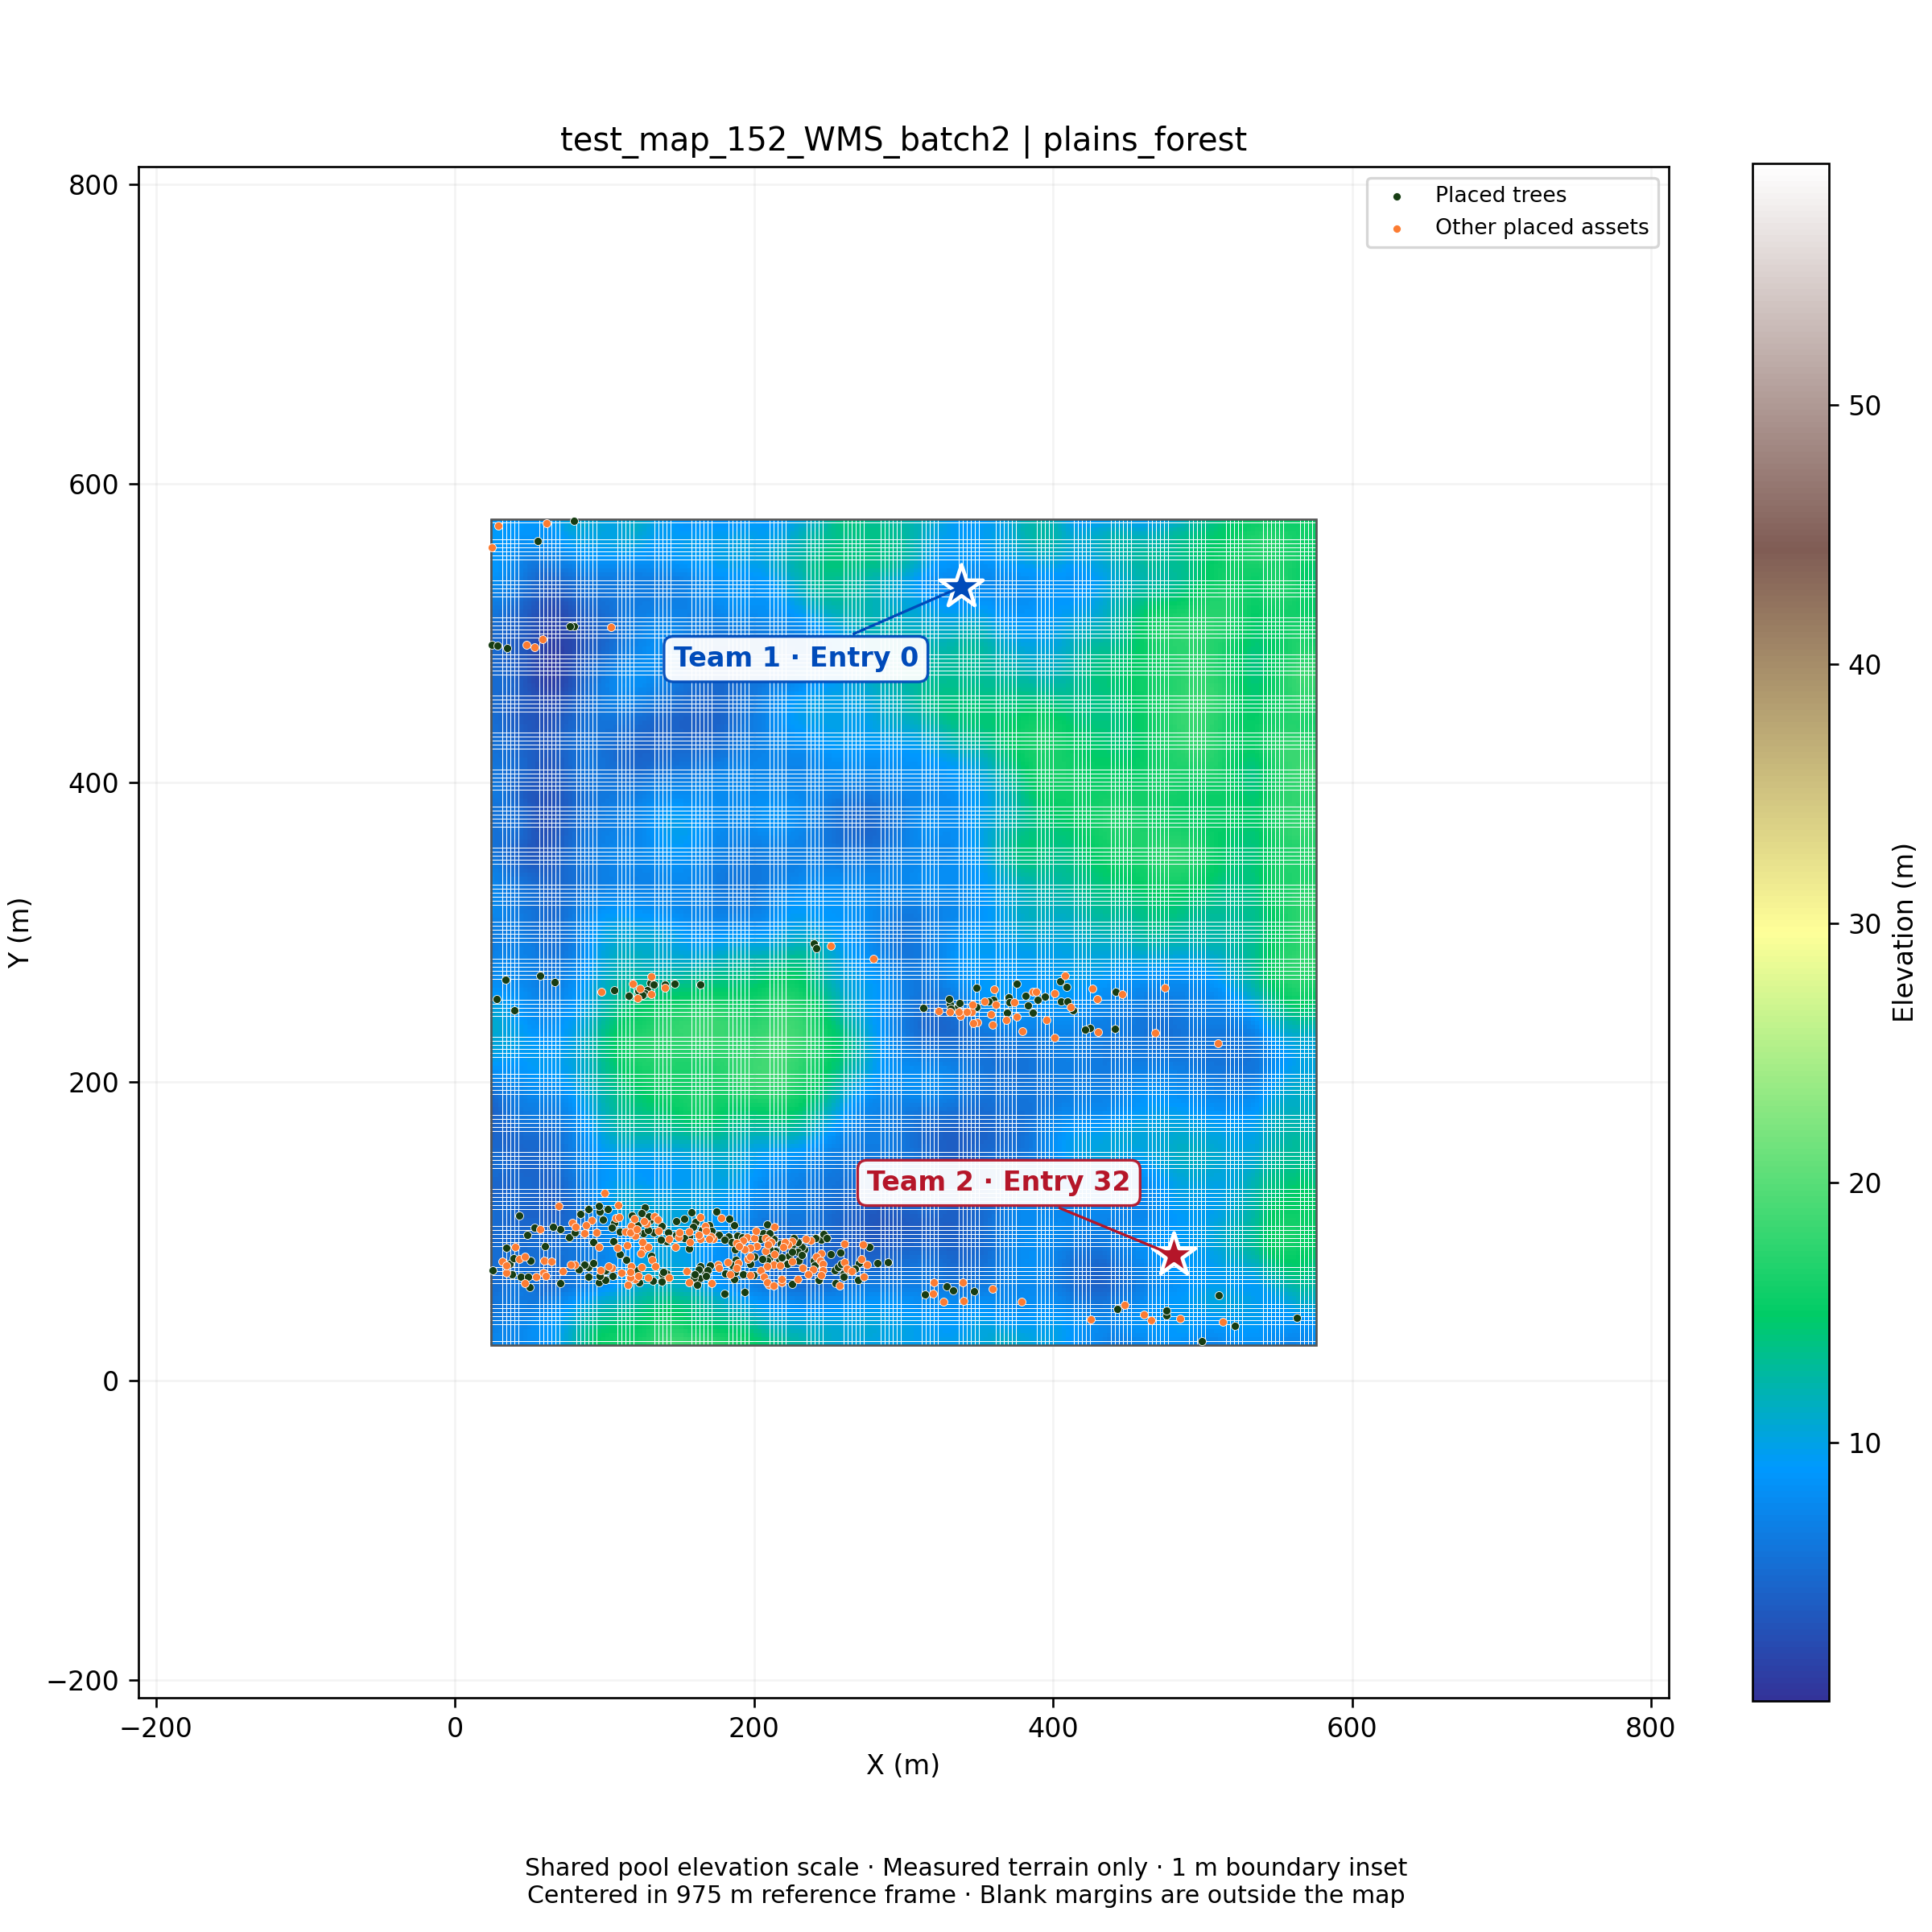 test_map_152_WMS_batch2 | plains_forest
Placed trees
Other placed assets
800
600
400
200
0
−200
Y (m)
Team 1 · Entry 0
Team 2 · Entry 32
−200
0
200
400
600
800
X (m)
50
40
30
20
10
Elevation (m)
Shared pool elevation scale · Measured terrain only · 1 m boundary inset
Centered in 975 m reference frame · Blank margins are outside the map